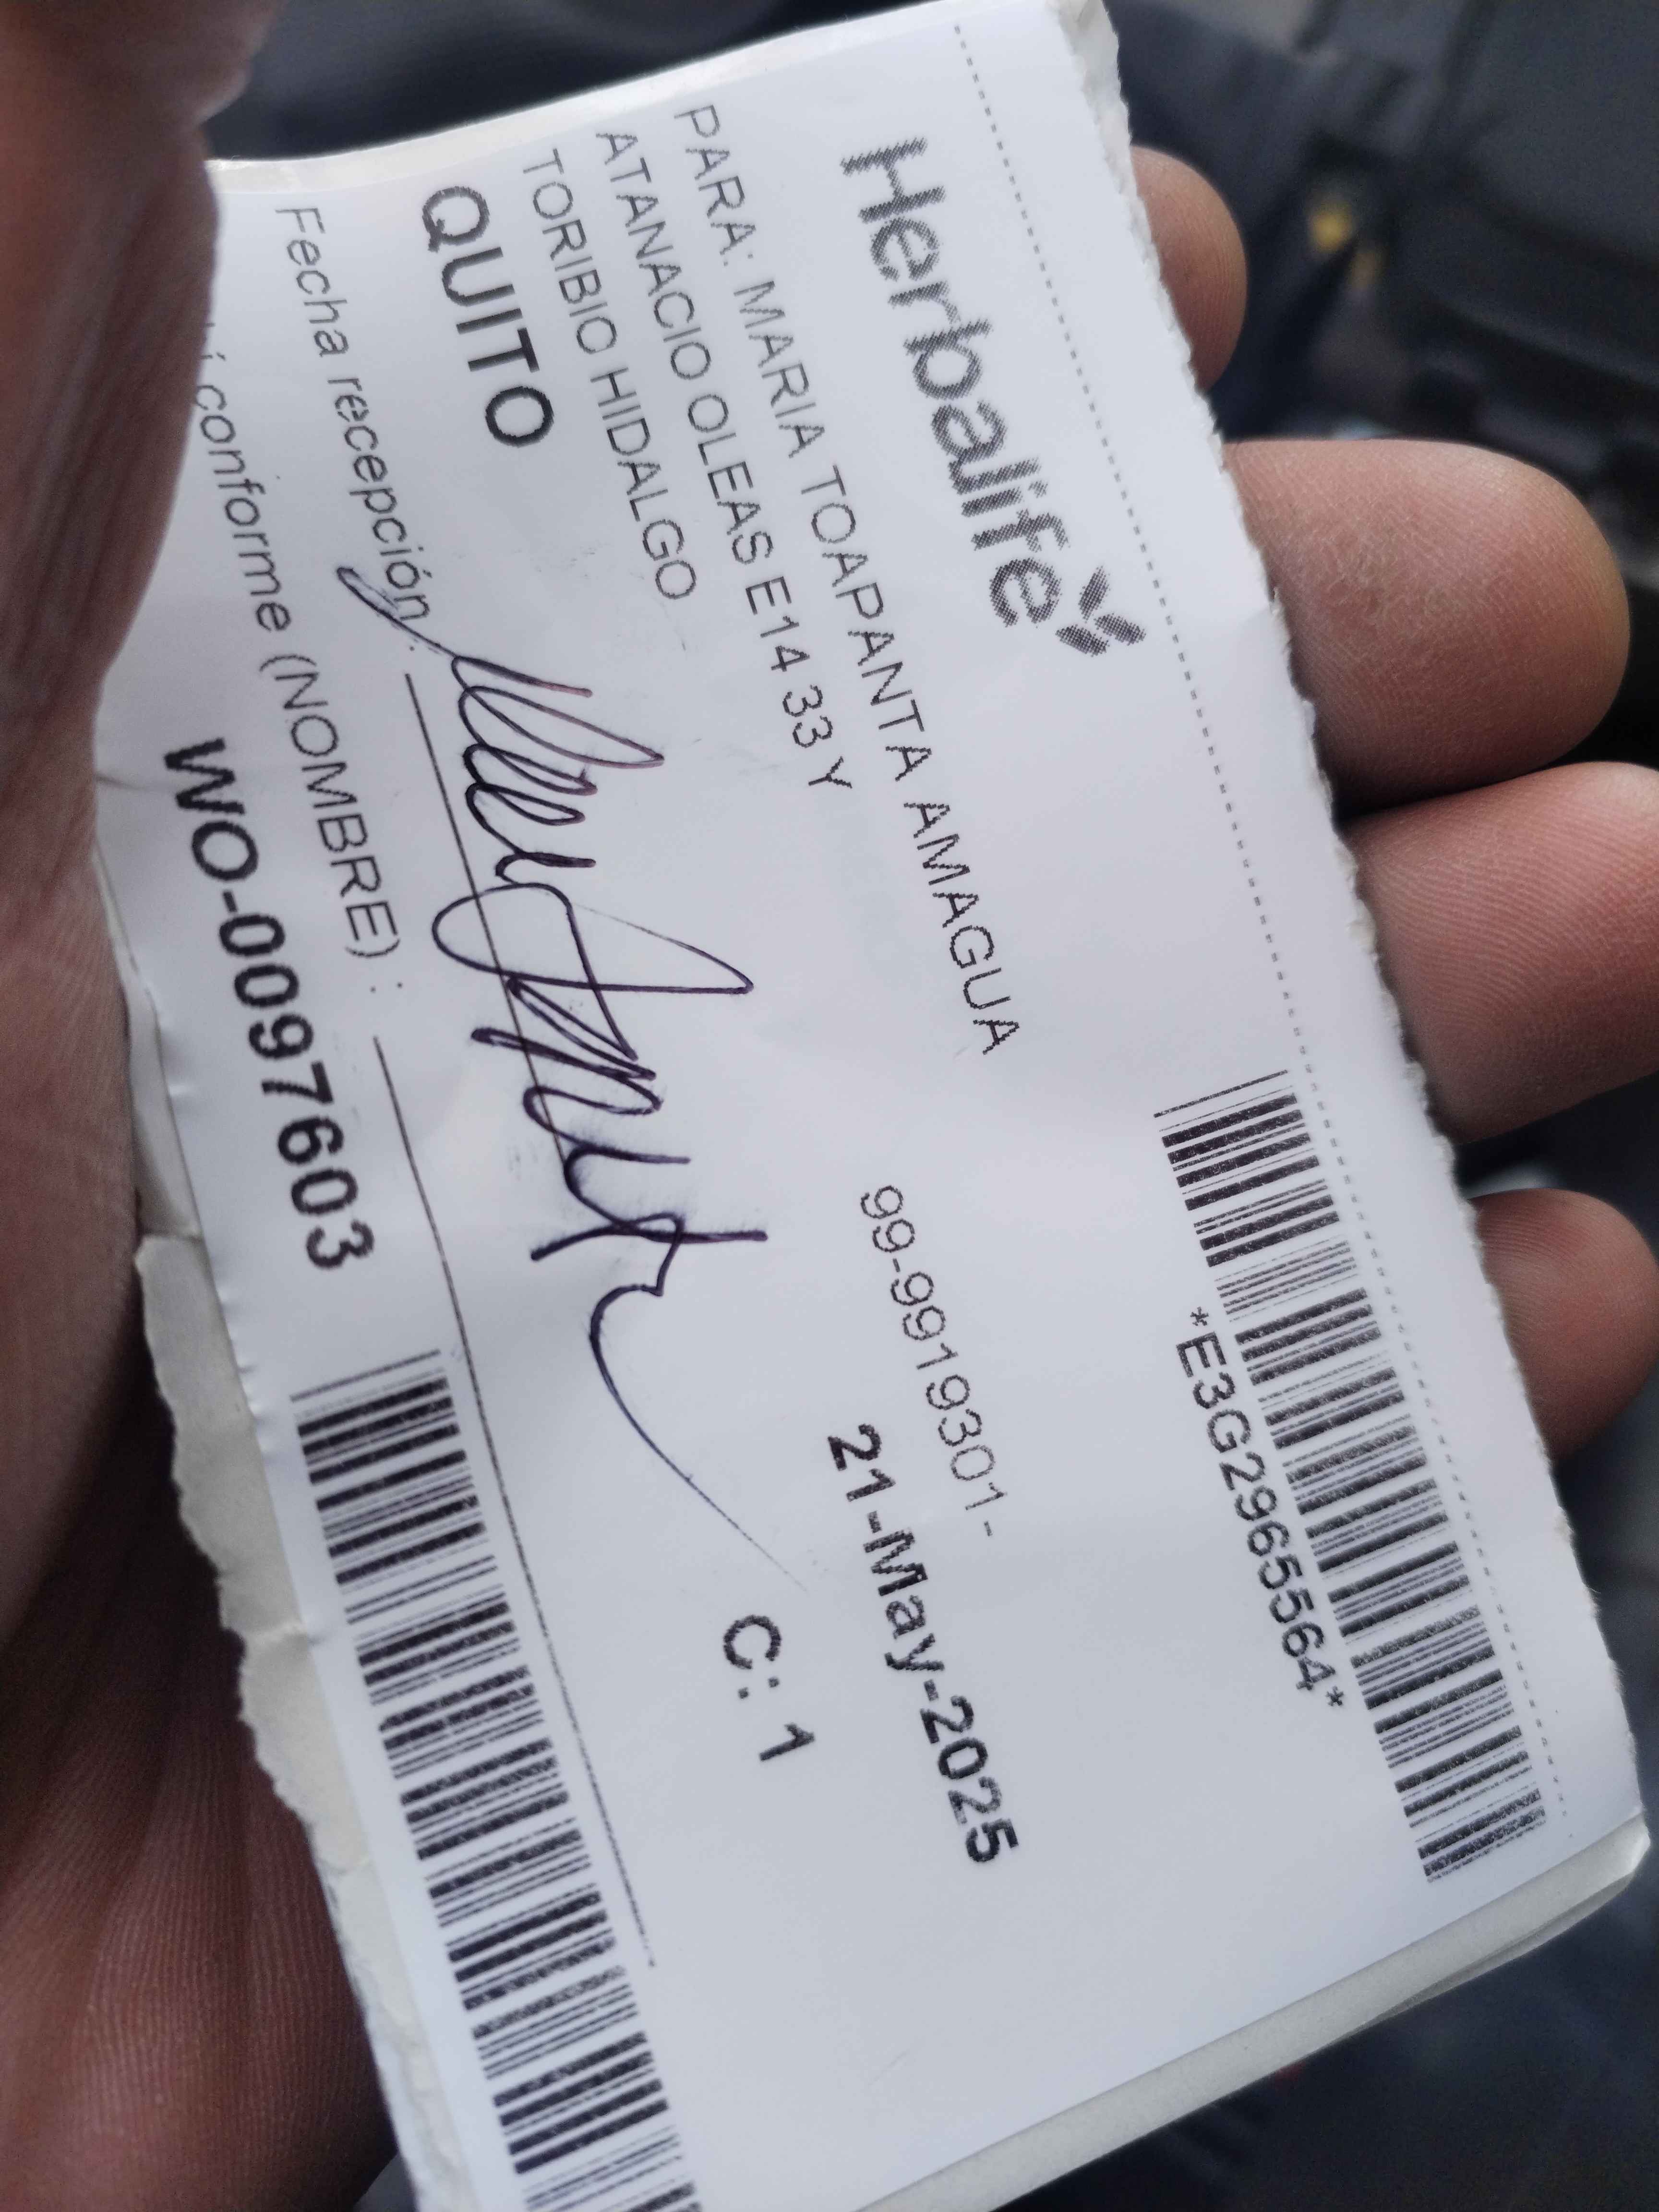 Herbalife
*E3G2965564*
PARA: MARIA TOAPANTA AMAGUA
99-9919301-
ATANACIO OLEAS E14 33 Y
TORIBIO HIDALGO
21-May-2025
QUITO
C: 1
Fecha recepción :
conforme (NOMBRE) :
WO-0097603